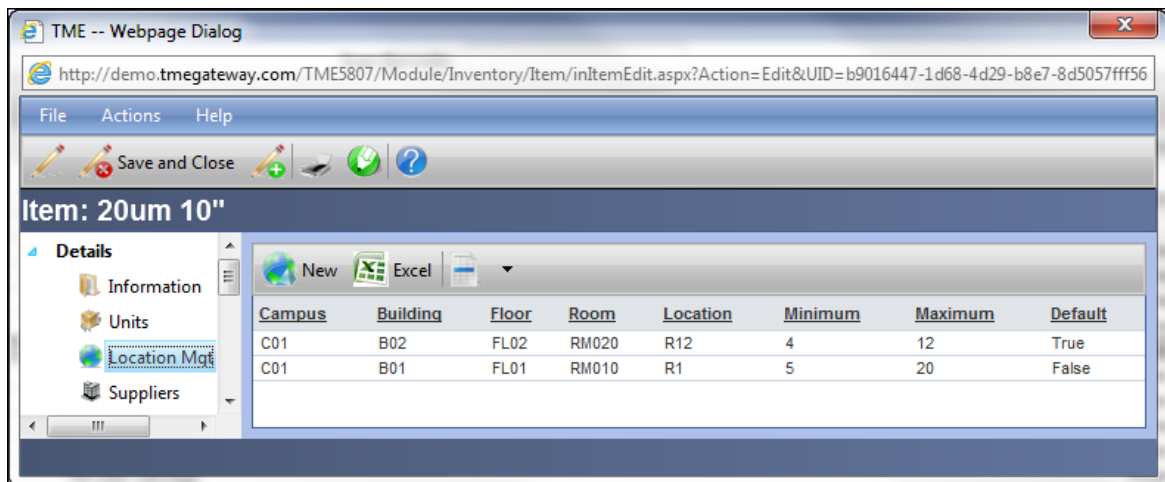 TME -- Webpage Dialog
X
http://demo.tmegateway.com/TME5807/Module/Inventory/Item/inItemEdit.aspx?Action=Edit&UID=b9016447-1d68-4d29-b8e7-8d5057fff56
File Actions Help
Save and Close
Item: 20um 10"
Details
Information
Units
Location Mgt
Suppliers
New Excel
Campus Building Floor Room Location Minimum Maximum Default
C01 B02 FL02 RM020 R12 4 12 True
C01 B01 FL01 RM010 R1 5 20 False